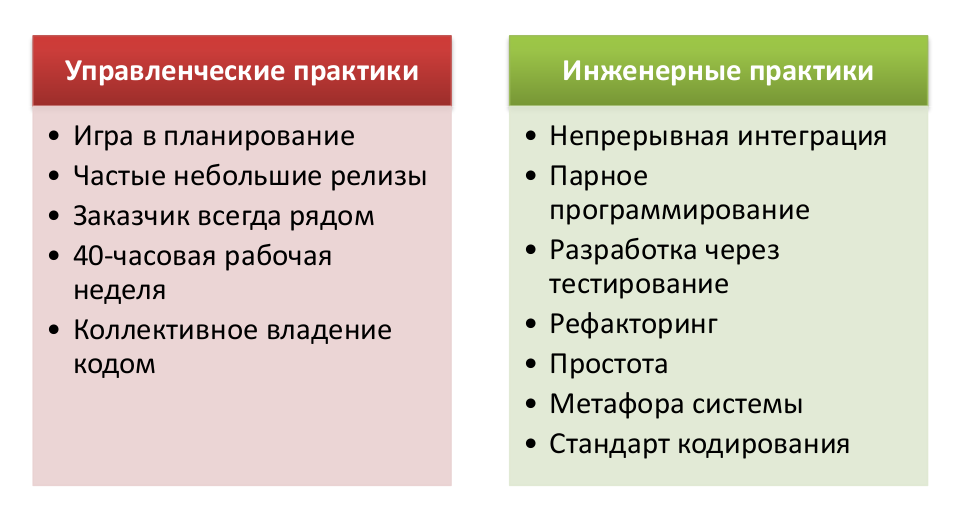 Управленческие практики
• Игра в планирование
• Частые небольшие релизы
• Заказчик всегда рядом
• 40-часовая рабочая
неделя
• Коллективное владение
кодом
Инженерные практики
• Непрерывная интеграция
• Парное
программирование
• Разработка через
тестирование
• Рефакторинг
• Простота
• Метафора системы
• Стандарт кодирования